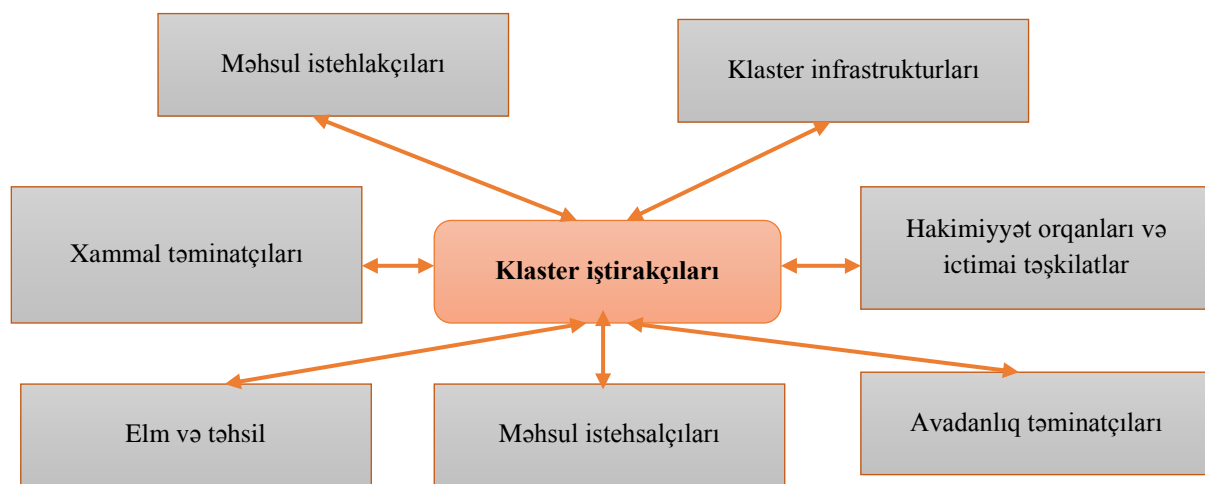 Məhsul istehlakçıları
Klaster infrastrukturları
Xammal təminatçıları
Klaster iştirakçıları
Hakimiyyət orqanları və
ictimai təşkilatlar
Elm və təhsil
Məhsul istehsalçıları
Avadanlıq təminatçıları